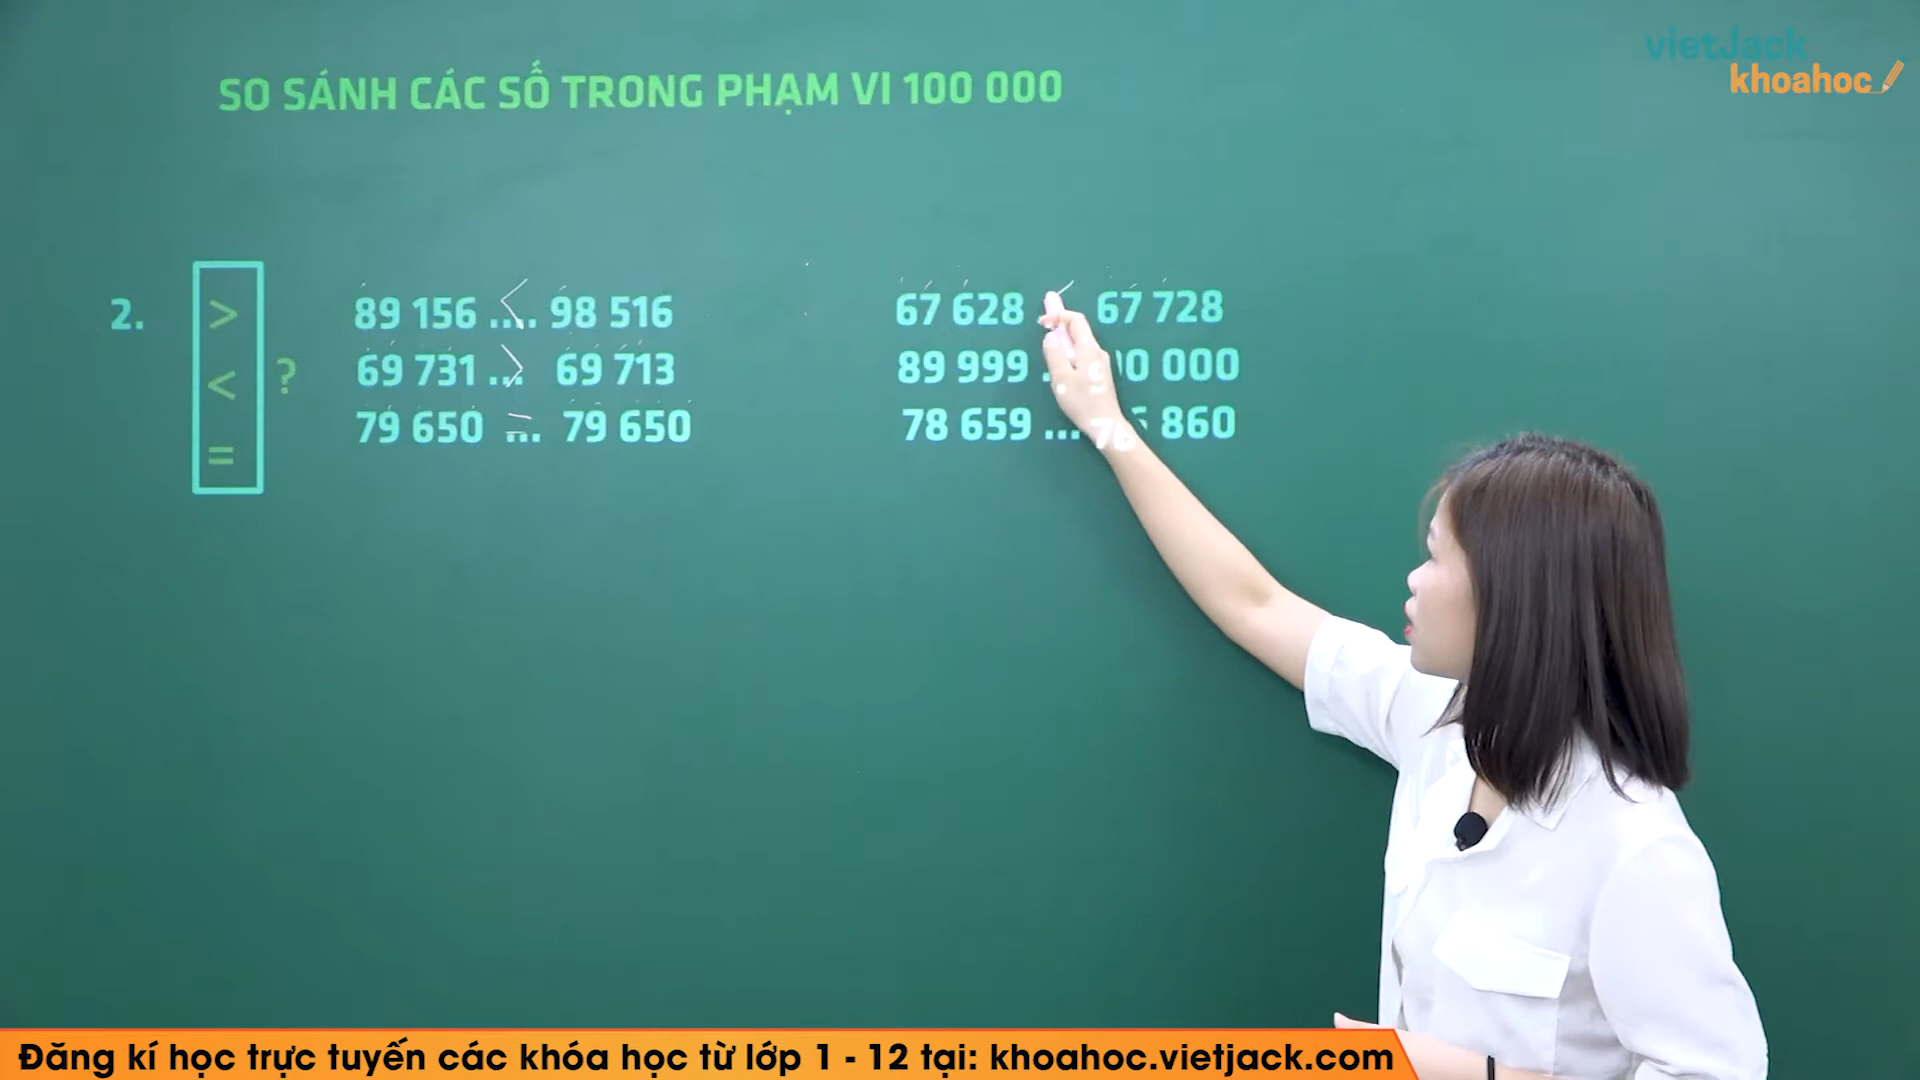 vietJack
khoahoc
SO SÁNH CÁC SỐ TRONG PHẠM VI 100 000
2.
>
<
=
?
89 156 .<.. 98 516
69 731 ..> 69 713
79 650 = ... 79 650
67 628 67 728
89 999 . 90 000
78 659 ... 76 860
Đăng kí học trực tuyến các khóa học từ lớp 1 - 12 tại: khoahoc.vietjack.com